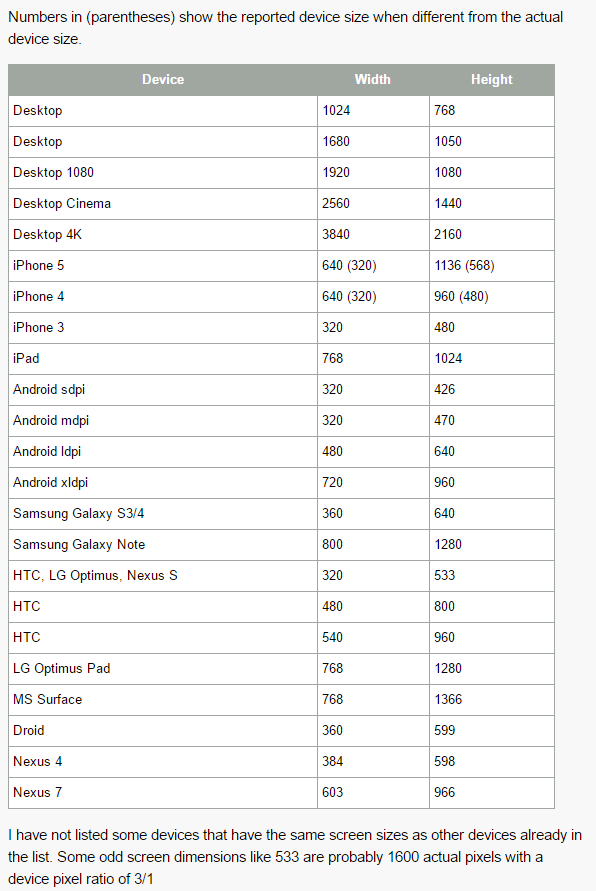 Numbers in (parentheses) show the reported device size when different from the actual
device size.
Device Width Height
Desktop 1024 768
Desktop 1680 1050
Desktop 1080 1920 1080
Desktop Cinema 2560 1440
Desktop 4K 3840 2160
iPhone 5 640 (320) 1136 (568)
iPhone 4 640 (320) 960 (480)
iPhone 3 320 480
iPad 768 1024
Android sdpi 320 426
Android mdpi 320 470
Android ldpi 480 640
Android xldpi 720 960
Samsung Galaxy S3/4 360 640
Samsung Galaxy Note 800 1280
HTC, LG Optimus, Nexus S 320 533
HTC 480 800
HTC 540 960
LG Optimus Pad 768 1280
MS Surface 768 1366
Droid 360 599
Nexus 4 384 598
Nexus 7 603 966
I have not listed some devices that have the same screen sizes as other devices already in
the list. Some odd screen dimensions like 533 are probably 1600 actual pixels with a
device pixel ratio of 3/1